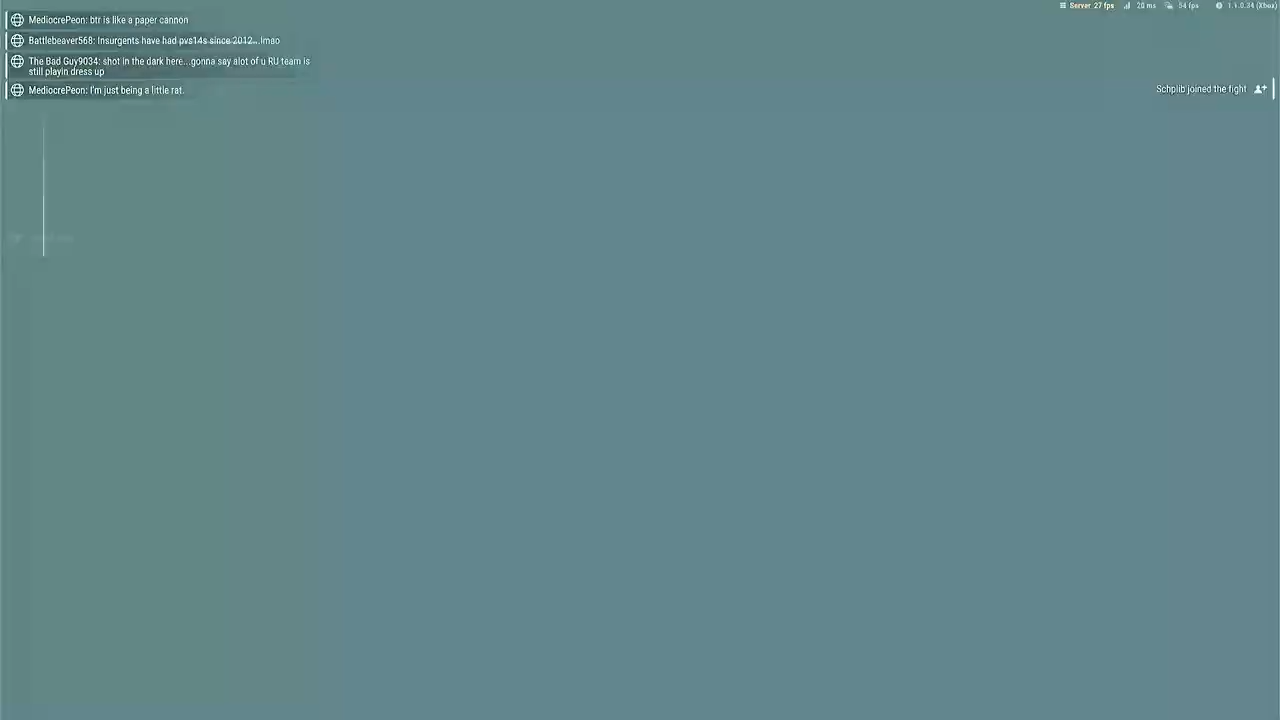 Server 27 fps 20 ms 54 fps 1.1.0.34 (Xbox)
MediocrePeon: btr is like a paper cannon
Battlebeaver568: Insurgents have had pvs14s since 2012...lmao
The Bad Guy9034: shot in the dark here...gonna say alot of u RU team is
still playin dress up
MediocrePeon: I'm just being a little rat.
Schplib joined the fight